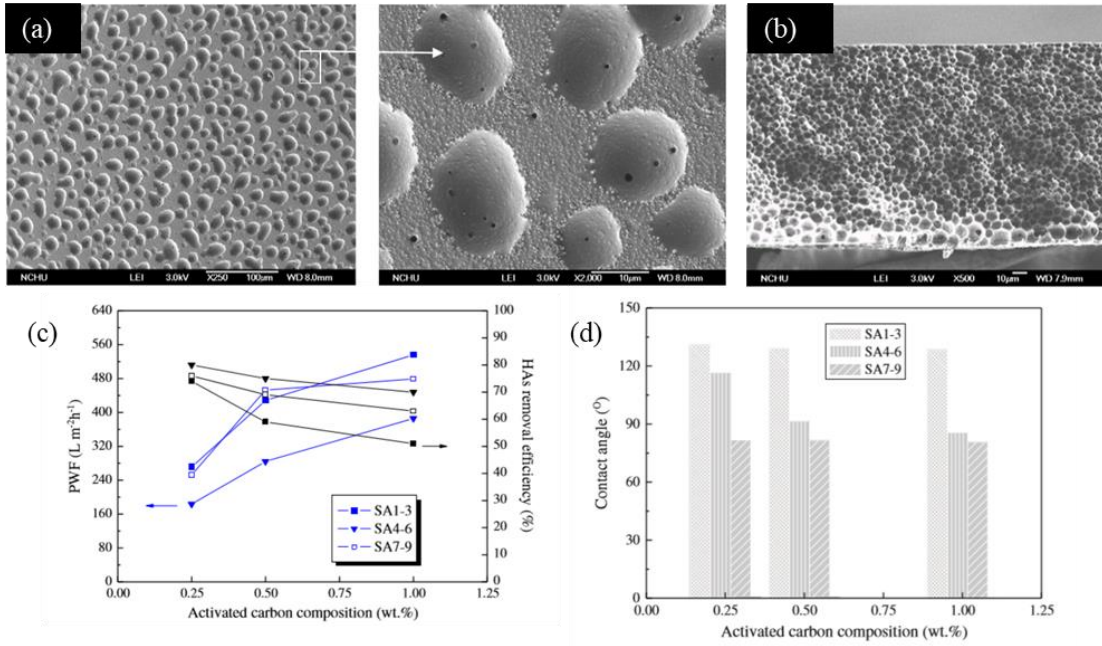 (a)
NCHU LEI 3.0kV X250 100µm WD 8.0mm
NCHU LEI 3.0kV X2,000 10µm WD 8.0mm
(b)
NCHU LEI 3.0kV X500 10µm WD 7.9mm
(c)
PWF (L m-2h-1)
640
560
480
400
320
240
160
80
0
100
90
80
70
60
50
40
30
20
10
0
HAs removal efficiency (%)
SA1-3
SA4-6
SA7-9
0.00 0.25 0.50 0.75 1.00 1.25
Activated carbon composition (wt.%)
(d)
Contact angle (O)
150
120
90
60
30
0
SA1-3
SA4-6
SA7-9
0.00 0.25 0.50 0.75 1.00 1.25
Activated carbon composition (wt.%)